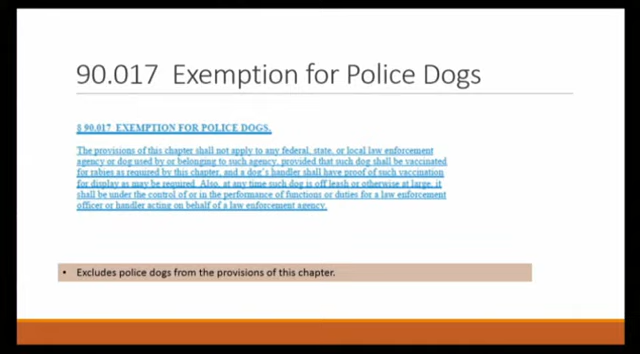 90.017 Exemption for Police Dogs
§ 90.017 EXEMPTION FOR POLICE DOGS.
The provisions of this chapter shall not apply to any federal, state, or local law enforcement
agency or dog used by or belonging to such agency, provided that such dog shall be vaccinated
for rabies as required by this chapter, and a dog's handler shall have proof of such vaccination
for display as may be required. Also, at any time such dog is off leash or otherwise at large, it
shall be under the control of or in the performance of functions or duties for a law enforcement
officer or handler acting on behalf of a law enforcement agency.
• Excludes police dogs from the provisions of this chapter.